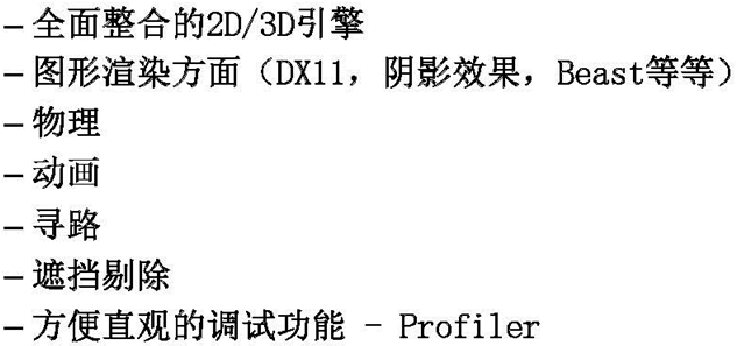 – 全面整合的2D/3D引擎
– 图形渲染方面（DX11，阴影效果，Beast等等）
– 物理
– 动画
– 寻路
– 遮挡剔除
– 方便直观的调试功能 - Profiler